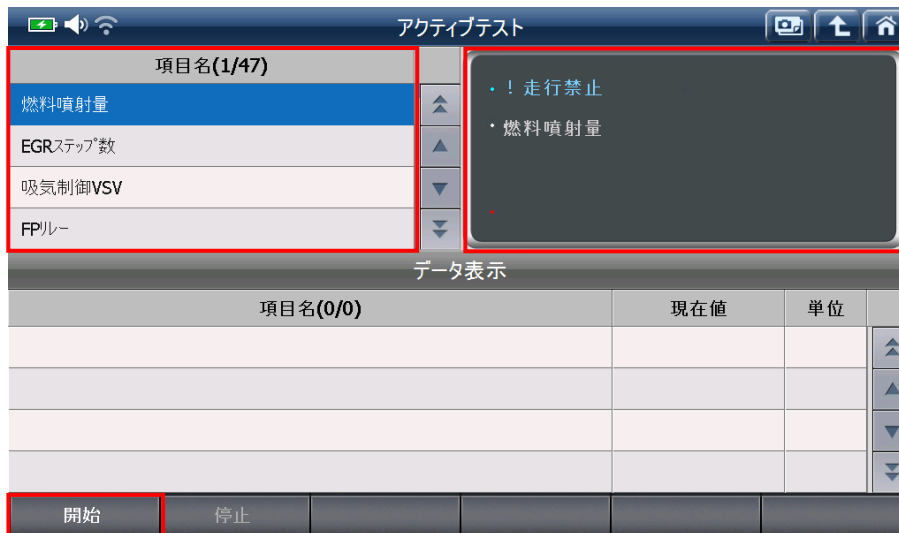 アクティブテスト
項目名(1/47)
燃料噴射量
EGRステップ数
吸気制御VSV
FPリレー
・！走行禁止
・燃料噴射量
データ表示
項目名(0/0) 現在値 単位
開始 停止